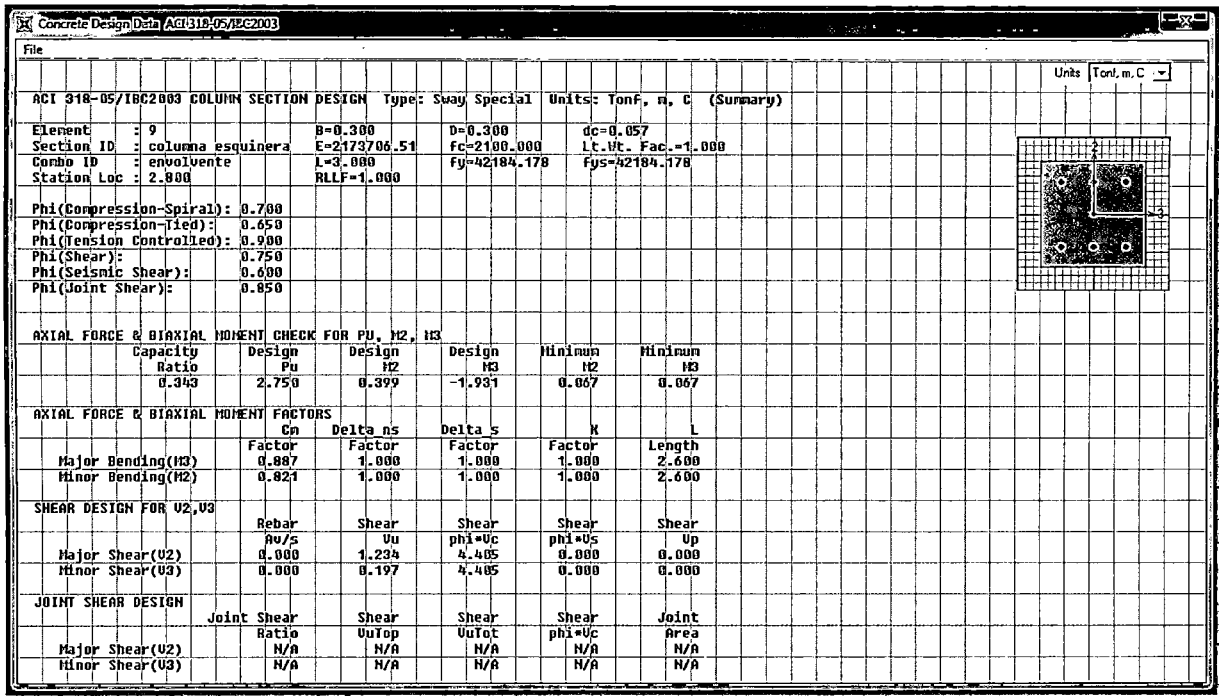 Concrete Design Data ACI 318-05/IBC2003
File
Units Tonf, m, C
ACI 318-05/IBC2003 COLUMN SECTION DESIGN Type: Sway Special Units: Tonf, m, C (Summary)
Element : 9 B=0.300 D=0.300 dc=0.057
Section ID : columna esquinera E=2173706.51 fc=2100.000 Lt.Wt. Fac.=1.000
Combo ID : envolvente L=3.000 fy=42184.178 fys=42184.178
Station Loc : 2.800 RLLF=1.000
2
3
Phi(Compression-Spiral): 0.700
Phi(Compression-Tied): 0.650
Phi(Tension Controlled): 0.900
Phi(Shear): 0.750
Phi(Seismic Shear): 0.600
Phi(Joint Shear): 0.850
AXIAL FORCE & BIAXIAL MOMENT CHECK FOR PU, M2, M3
Capacity Design Design Design Minimum Minimum
Ratio Pu M2 M3 M2 M3
0.343 2.750 0.399 -1.931 0.067 0.067
AXIAL FORCE & BIAXIAL MOMENT FACTORS
Cm Delta_ns Delta_s K L
Factor Factor Factor Factor Length
Major Bending(M3) 0.887 1.000 1.000 1.000 2.600
Minor Bending(M2) 0.821 1.000 1.000 1.000 2.600
SHEAR DESIGN FOR V2,V3
Rebar Shear Shear Shear Shear
Av/s Vu phi*Vc phi*Vs Vp
Major Shear(V2) 0.000 1.234 4.405 0.000 0.000
Minor Shear(V3) 0.000 0.197 4.405 0.000 0.000
JOINT SHEAR DESIGN
Joint Shear Shear Shear Shear Joint
Ratio VuTop VuTot phi*Vc Area
Major Shear(V2) N/A N/A N/A N/A N/A
Minor Shear(V3) N/A N/A N/A N/A N/A